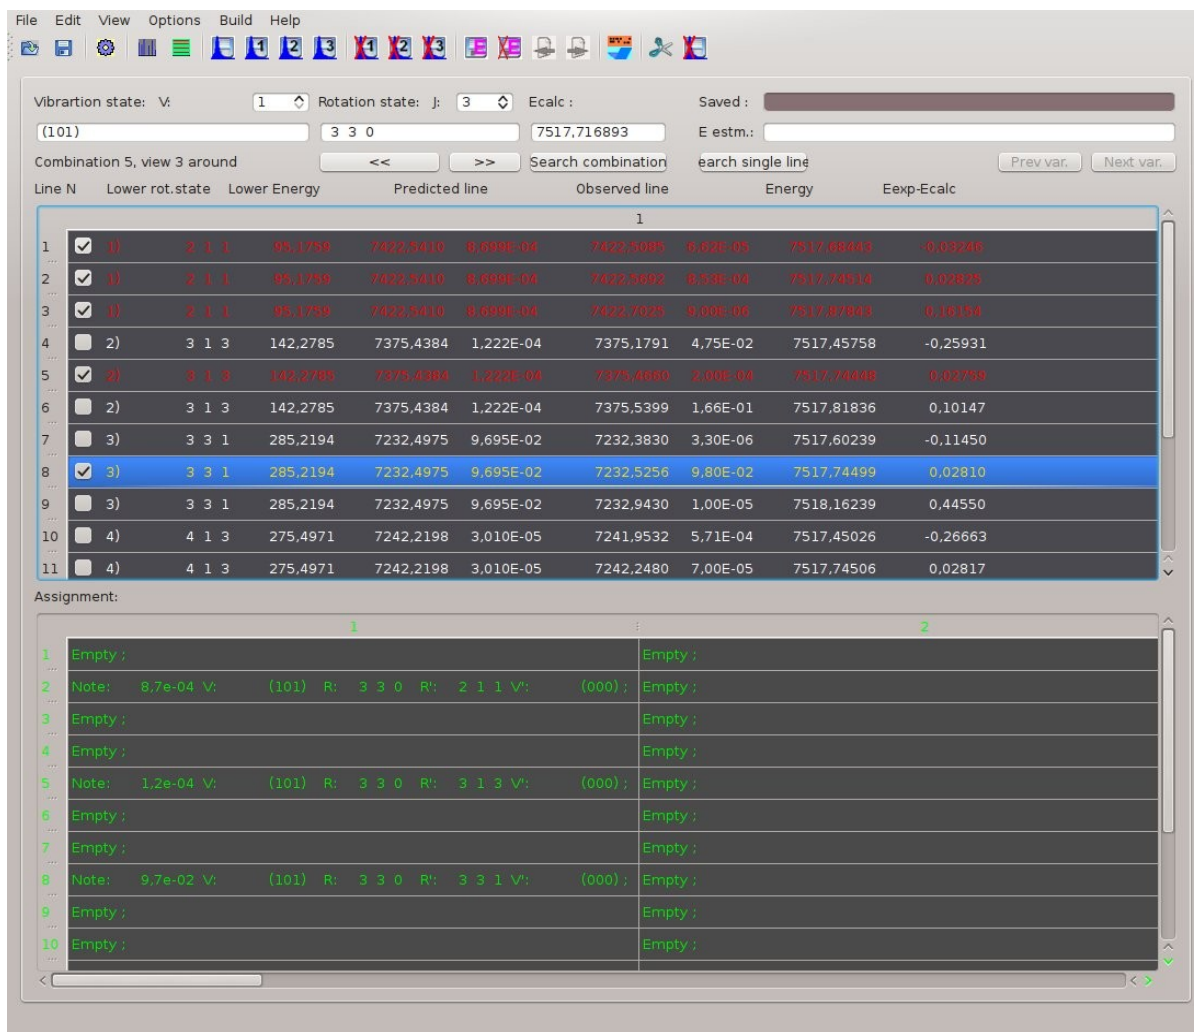 File Edit View Options Build Help
1 2 3 1 2 3
Vibrartion state: V: 1 Rotation state: J: 3 Ecalc : Saved :
(101) 3 3 0 7517,716893 E estm.:
Combination 5, view 3 around << >> Search combination earch single line Prev var. Next var.
Line N Lower rot.state Lower Energy Predicted line Observed line Energy Eexp-Ecalc
1
1 1) 2 1 1 95,1759 7422,5410 8,699E-04 7422,5085 6,62E-05 7517,68443 -0,03246
2 1) 2 1 1 95,1759 7422,5410 8,699E-04 7422,5692 8,53E-04 7517,74514 0,02825
3 1) 2 1 1 95,1759 7422,5410 8,699E-04 7422,7025 9,00E-06 7517,87843 0,16154
4 2) 3 1 3 142,2785 7375,4384 1,222E-04 7375,1791 4,75E-02 7517,45758 -0,25931
5 2) 3 1 3 142,2785 7375,4384 1,222E-04 7375,4660 2,00E-04 7517,74448 0,02759
6 2) 3 1 3 142,2785 7375,4384 1,222E-04 7375,5399 1,66E-01 7517,81836 0,10147
7 3) 3 3 1 285,2194 7232,4975 9,695E-02 7232,3830 3,30E-06 7517,60239 -0,11450
8 3) 3 3 1 285,2194 7232,4975 9,695E-02 7232,5256 9,80E-02 7517,74499 0,02810
9 3) 3 3 1 285,2194 7232,4975 9,695E-02 7232,9430 1,00E-05 7518,16239 0,44550
10 4) 4 1 3 275,4971 7242,2198 3,010E-05 7241,9532 5,71E-04 7517,45026 -0,26663
11 4) 4 1 3 275,4971 7242,2198 3,010E-05 7242,2480 7,00E-05 7517,74506 0,02817
Assignment:
1 2
1 Empty ; Empty ;
2 Note: 8,7e-04 V: (101) R: 3 3 0 R': 2 1 1 V': (000) ; Empty ;
3 Empty ; Empty ;
4 Empty ; Empty ;
5 Note: 1,2e-04 V: (101) R: 3 3 0 R': 3 1 3 V': (000) ; Empty ;
6 Empty ; Empty ;
7 Empty ; Empty ;
8 Note: 9,7e-02 V: (101) R: 3 3 0 R': 3 3 1 V': (000) ; Empty ;
9 Empty ; Empty ;
10 Empty ; Empty ;